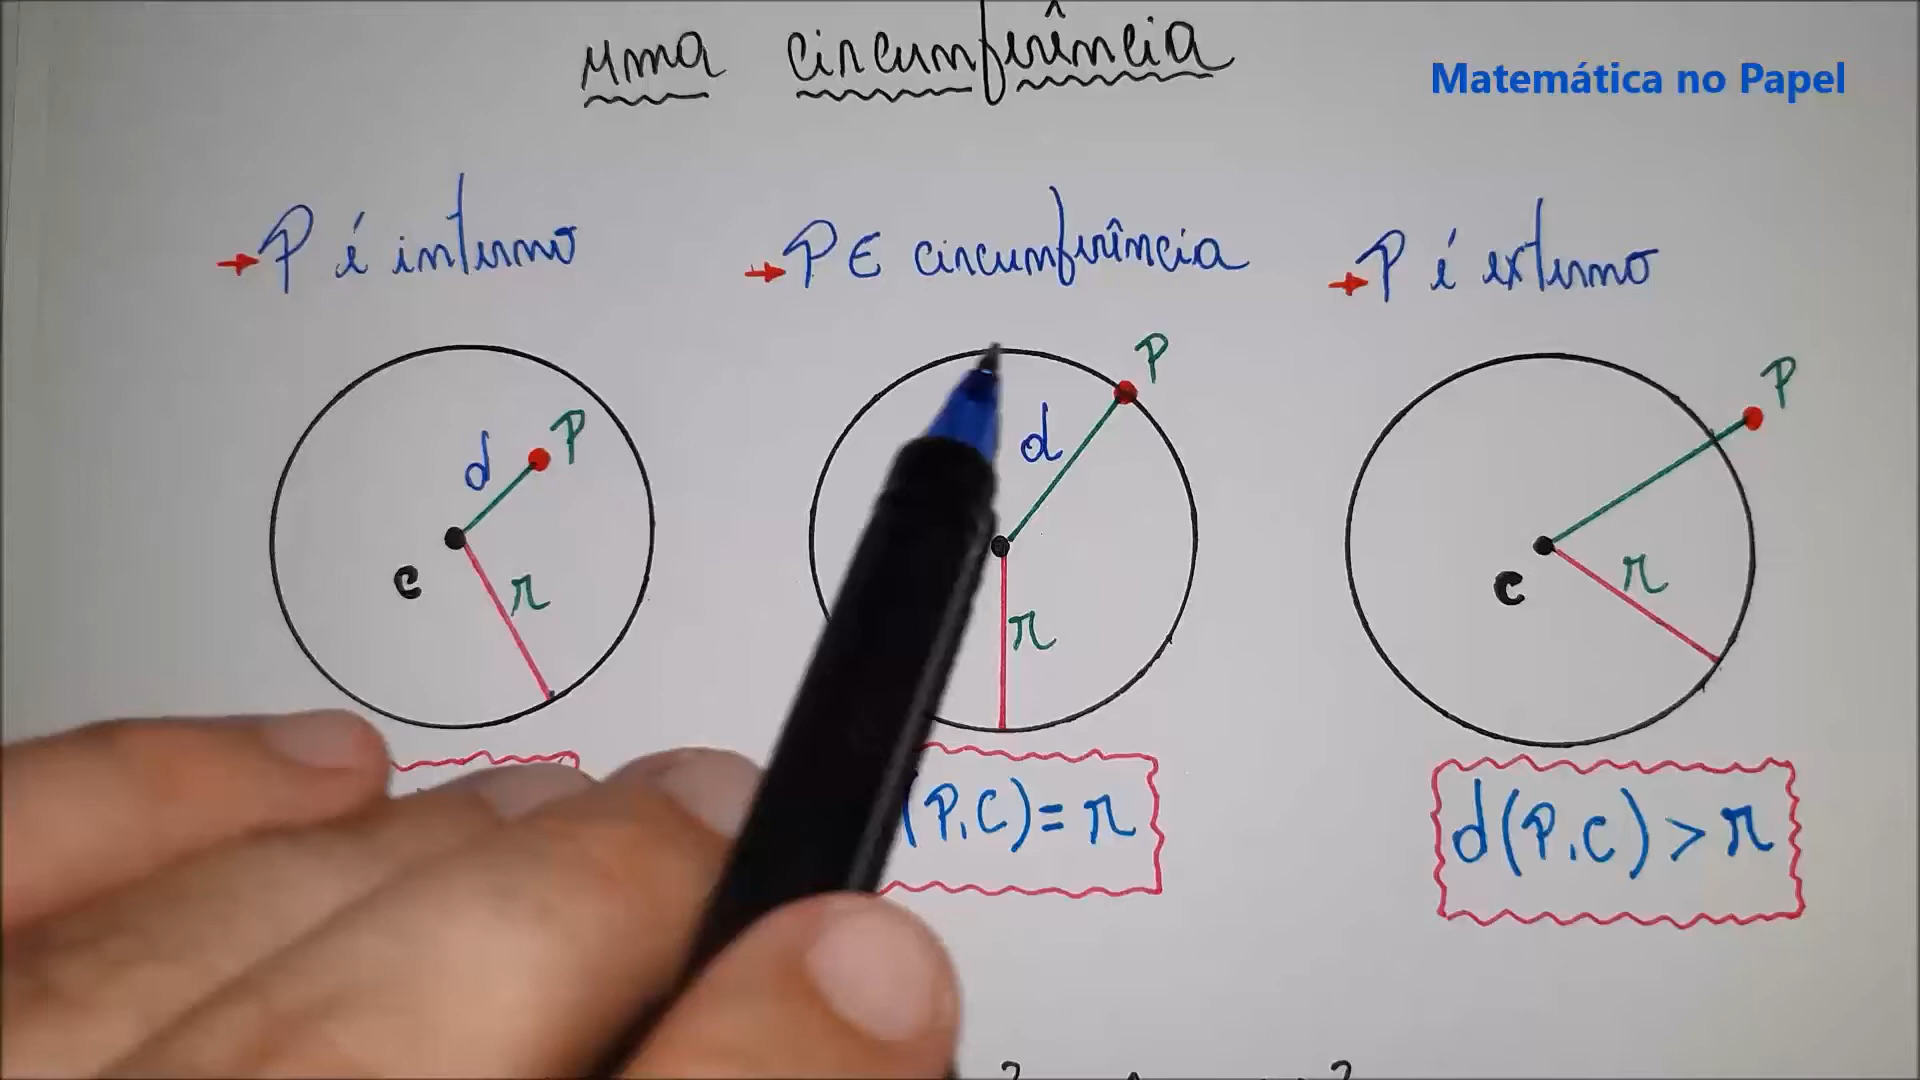 uma circunferência
Matemática no Papel
P é interno
P ∈ circunferência
P é externo
d
P
C
r
d
P
r
P
C
r
(P,C) = r
d(P,C) > r